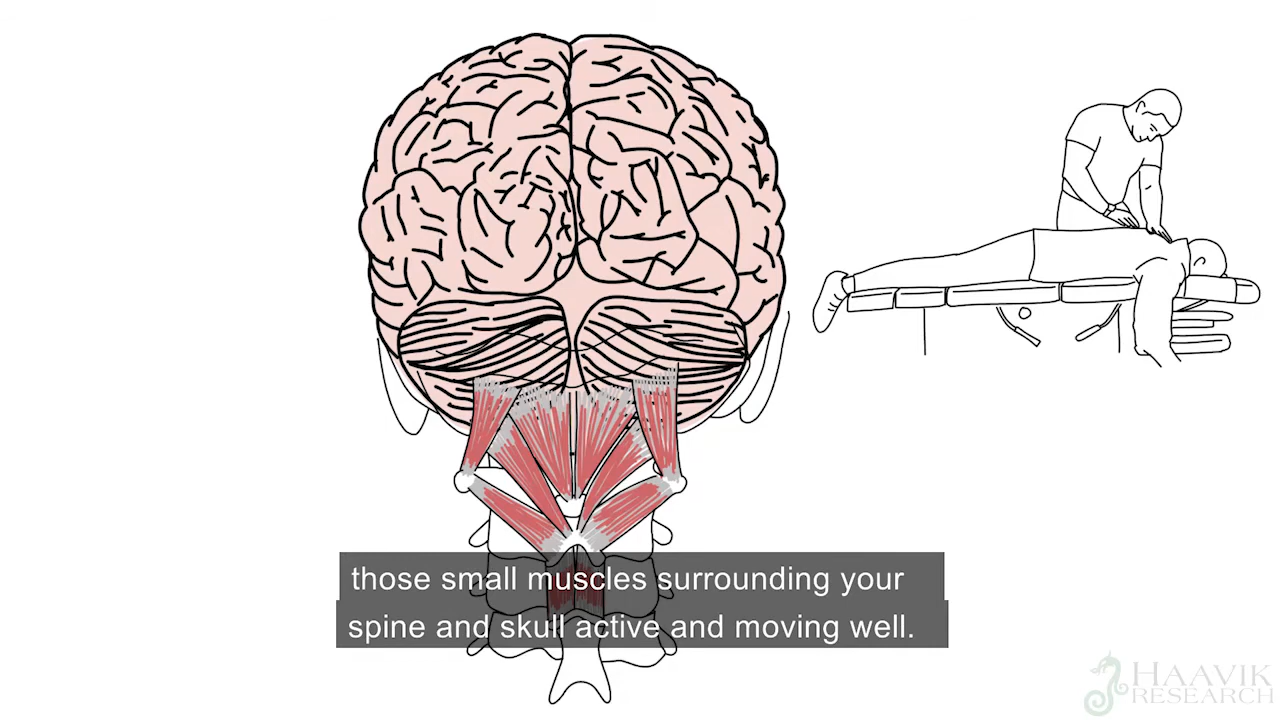 those small muscles surrounding your
spine and skull active and moving well.
HAAVIK
RESEARCH